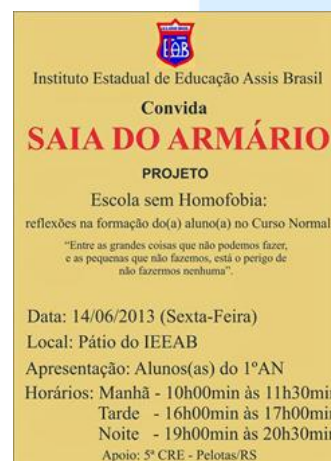 IEAB
Instituto Estadual de Educação Assis Brasil
Convida
SAIA DO ARMÁRIO
PROJETO
Escola sem Homofobia:
reflexões na formação do(a) aluno(a) no Curso Normal
“Entre as grandes coisas que não podemos fazer,
e as pequenas que não fazemos, está o perigo de
não fazermos nenhuma”.
Data: 14/06/2013 (Sexta-Feira)
Local: Pátio do IEEAB
Apresentação: Alunos(as) do 1ºAN
Horários: Manhã - 10h00min às 11h30min
Tarde - 16h00min às 17h00min
Noite - 19h00min às 20h30min
Apoio: 5ª CRE - Pelotas/RS